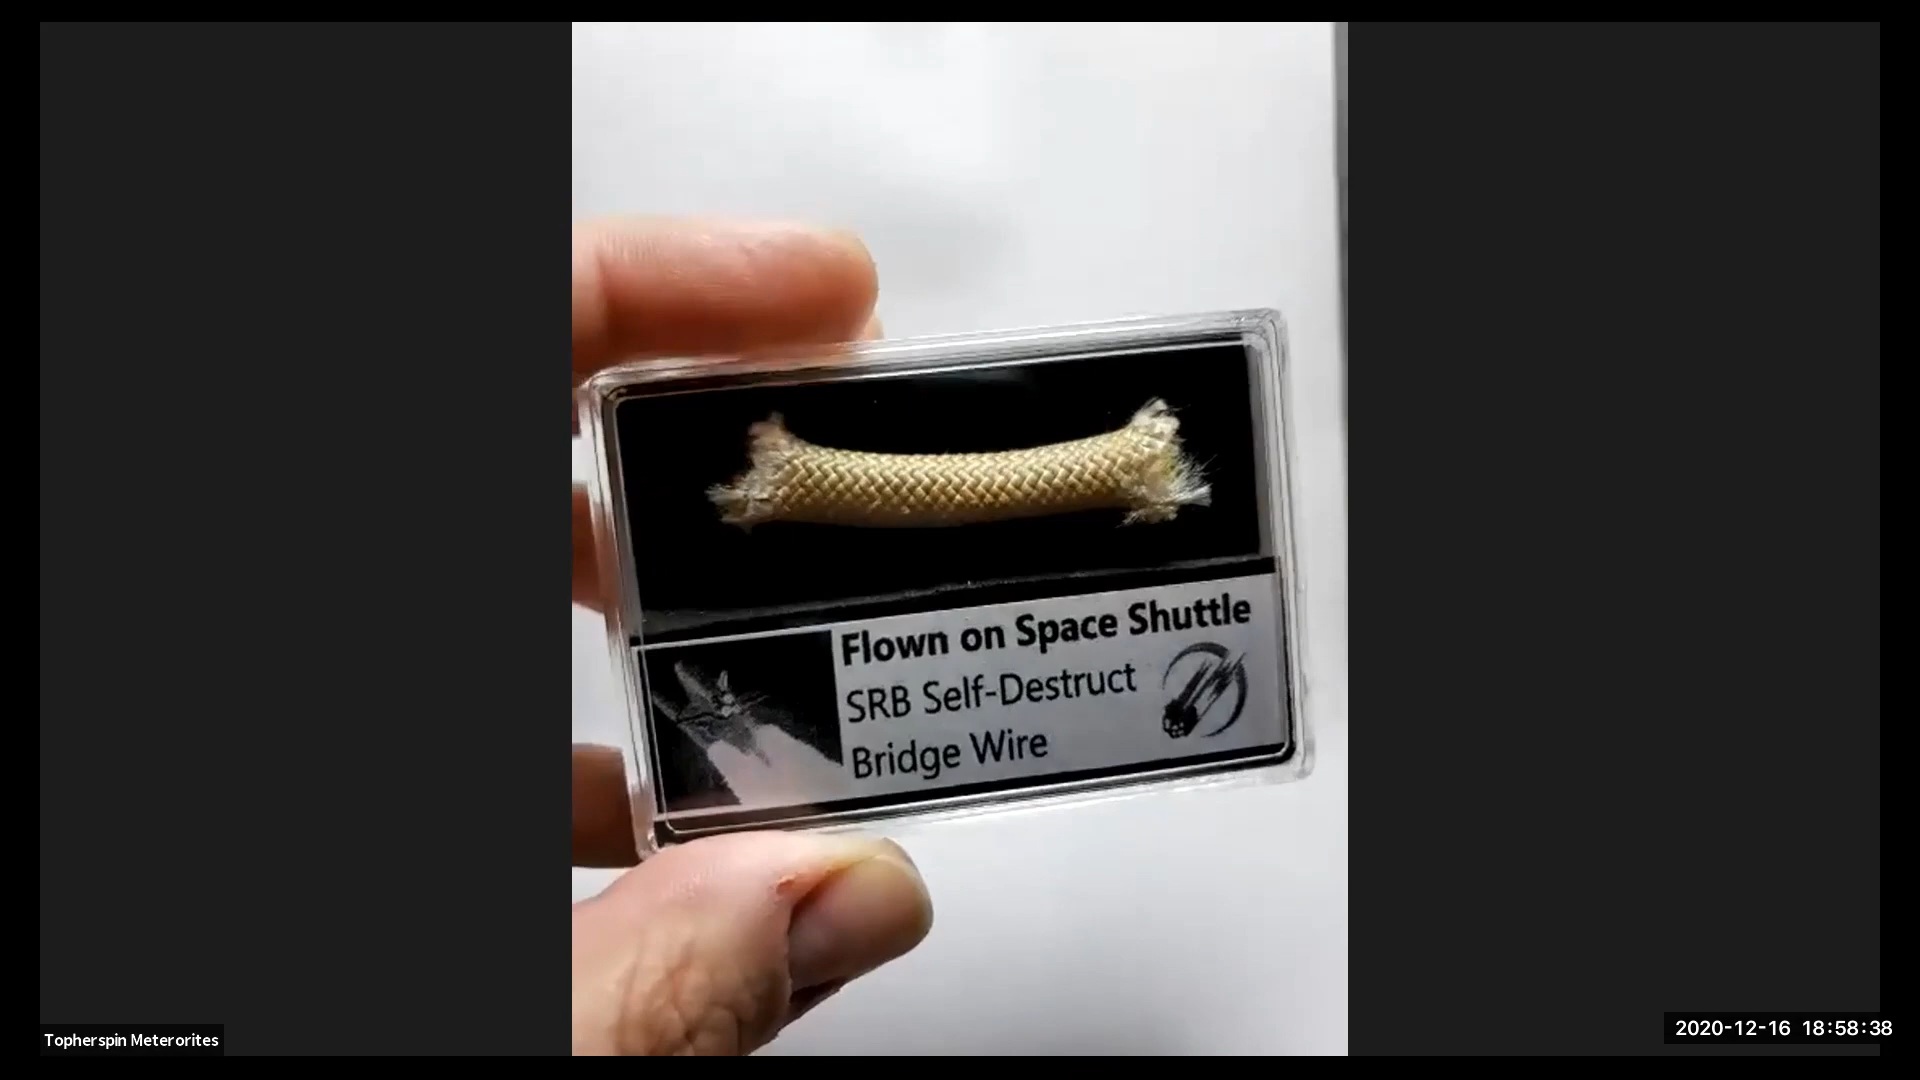 Flown on Space Shuttle
SRB Self-Destruct
Bridge Wire
Topherspin Meterorites
2020-12-16 18:58:38